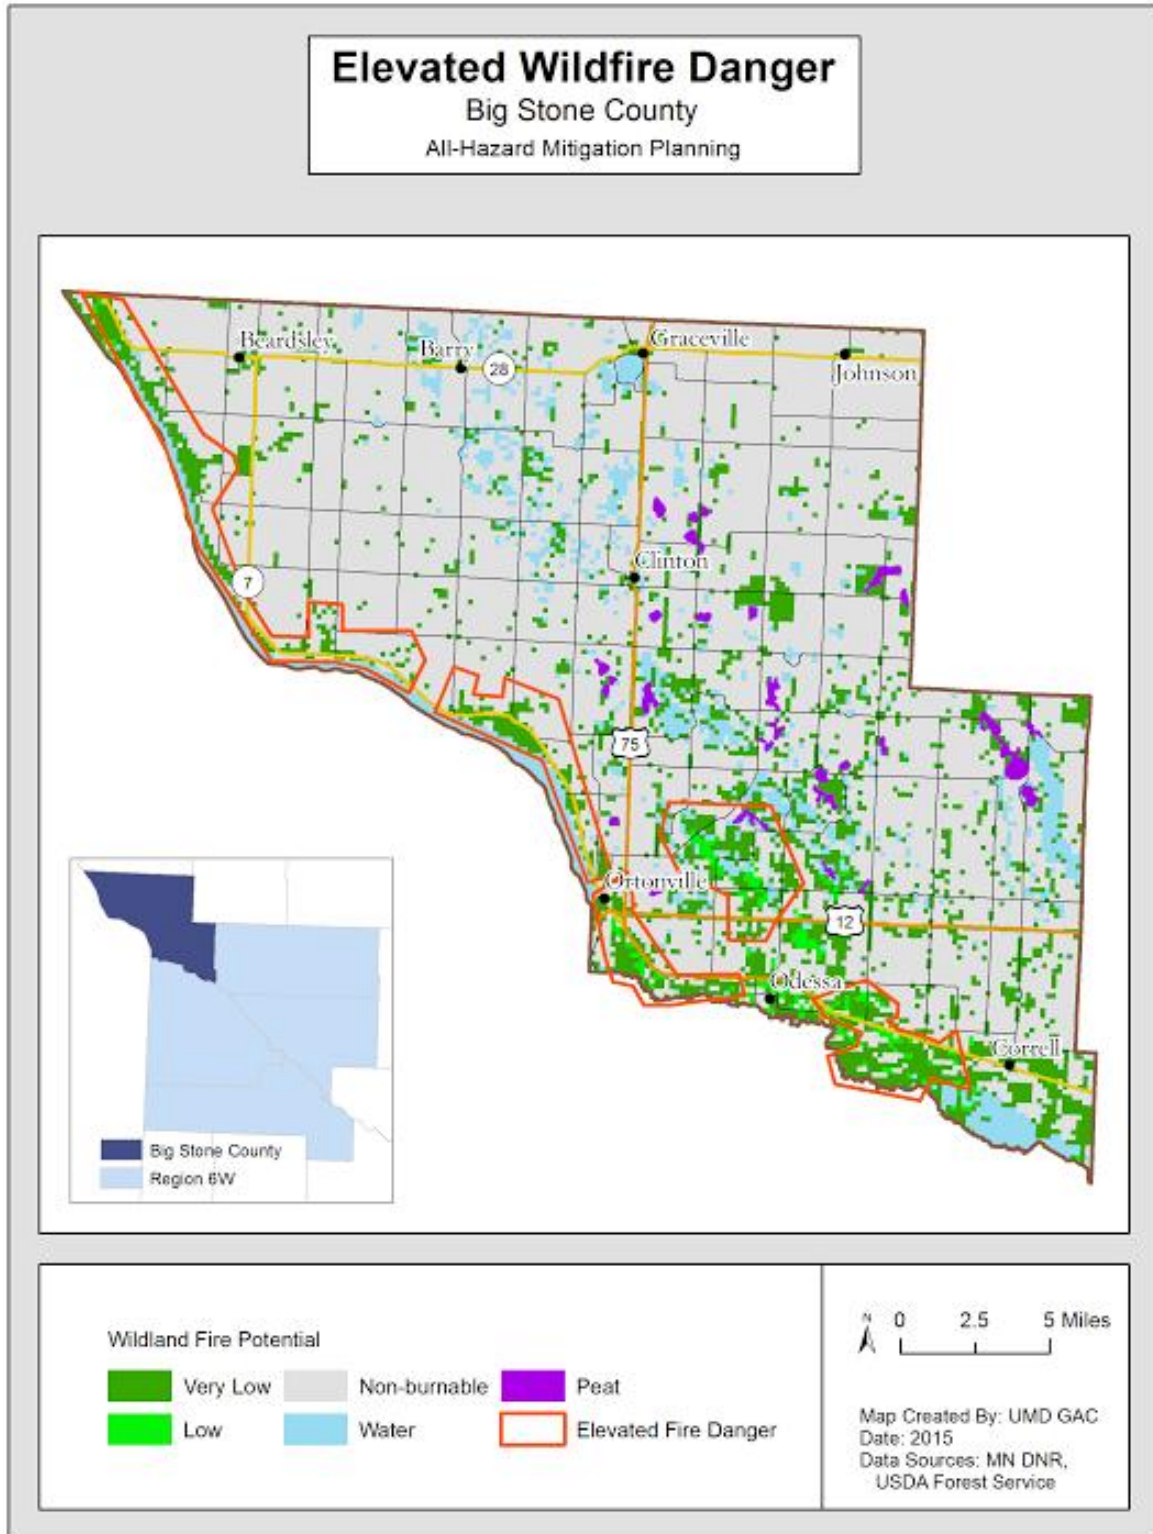 Elevated Wildfire Danger
Big Stone County
All-Hazard Mitigation Planning
Beardsley
Barry
28
Graceville
Johnson
Clinton
7
75
Ortonville
12
Odessa
Correll
Big Stone County
Region 6W
Wildland Fire Potential
Very Low
Non-burnable
Peat
Low
Water
Elevated Fire Danger
N
0 2.5 5 Miles
Map Created By: UMD GAC
Date: 2015
Data Sources: MN DNR,
USDA Forest Service